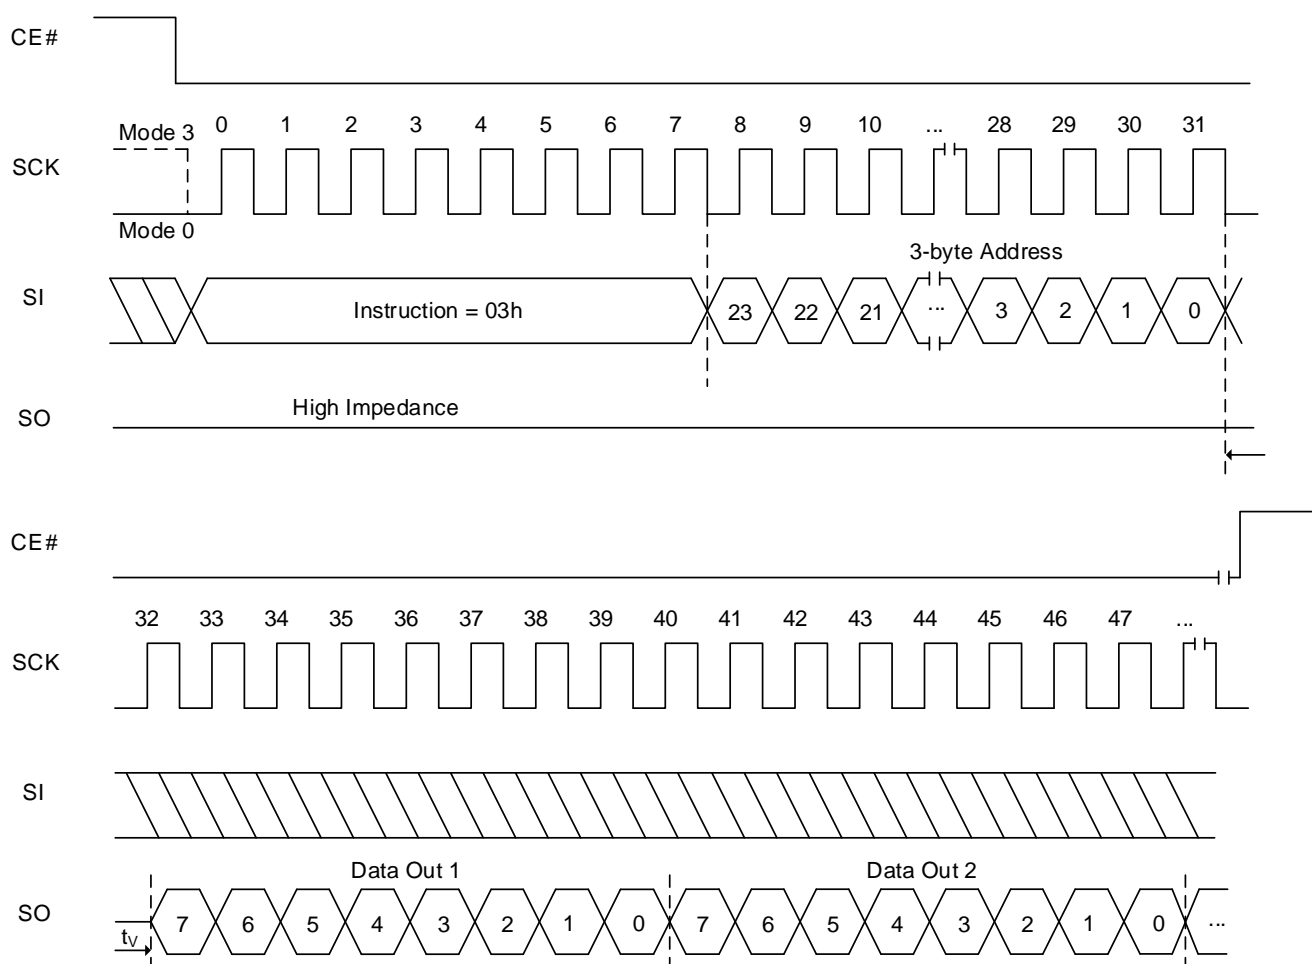 CE#
Mode 3
0 1 2 3 4 5 6 7 8 9 10 ... 28 29 30 31
SCK
Mode 0
3-byte Address
SI
Instruction = 03h
23 22 21 ... 3 2 1 0
High Impedance
SO
CE#
32 33 34 35 36 37 38 39 40 41 42 43 44 45 46 47 ...
SCK
SI
Data Out 1 Data Out 2
SO
7 6 5 4 3 2 1 0 7 6 5 4 3 2 1 0 ...
tV